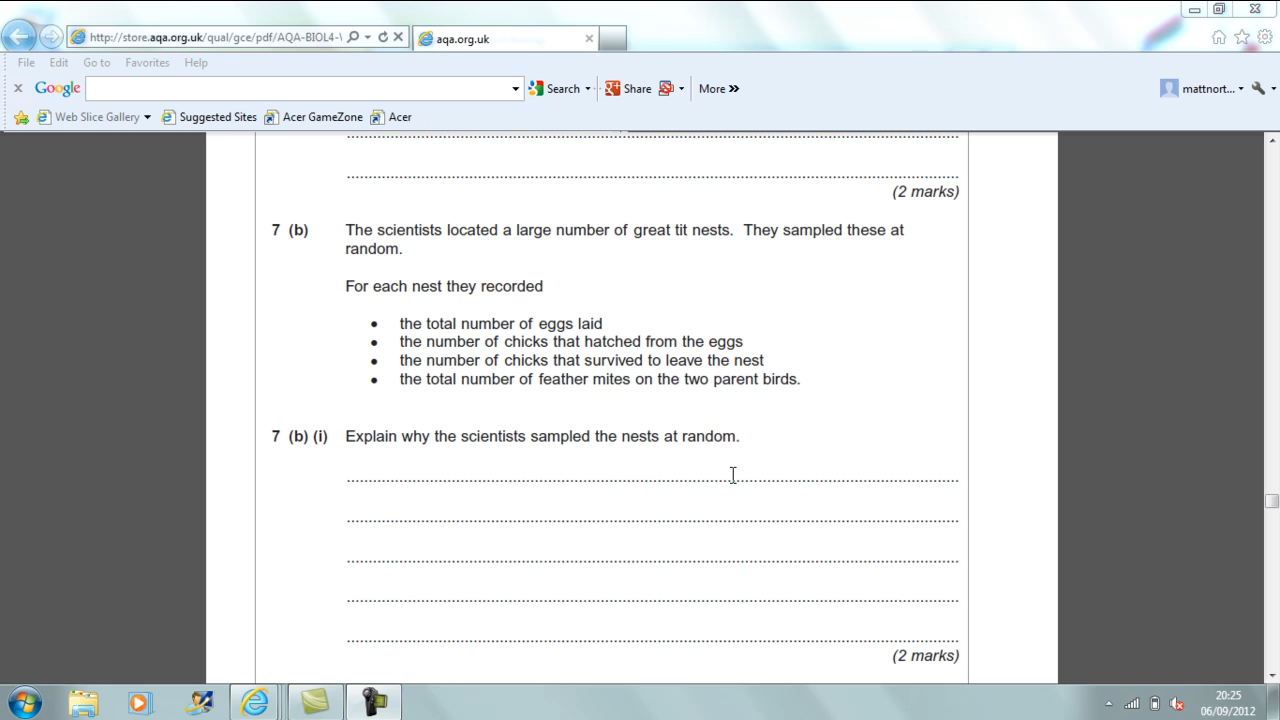 http://store.aqa.org.uk/qual/gce/pdf/AQA-BIOL4-\
aqa.org.uk
File Edit Go to Favorites Help
x Google Search Share More » mattnort...
Web Slice Gallery Suggested Sites Acer GameZone Acer
(2 marks)
7 (b) The scientists located a large number of great tit nests. They sampled these at
random.
For each nest they recorded
• the total number of eggs laid
• the number of chicks that hatched from the eggs
• the number of chicks that survived to leave the nest
• the total number of feather mites on the two parent birds.
7 (b) (i) Explain why the scientists sampled the nests at random.
(2 marks)
20:25
06/09/2012